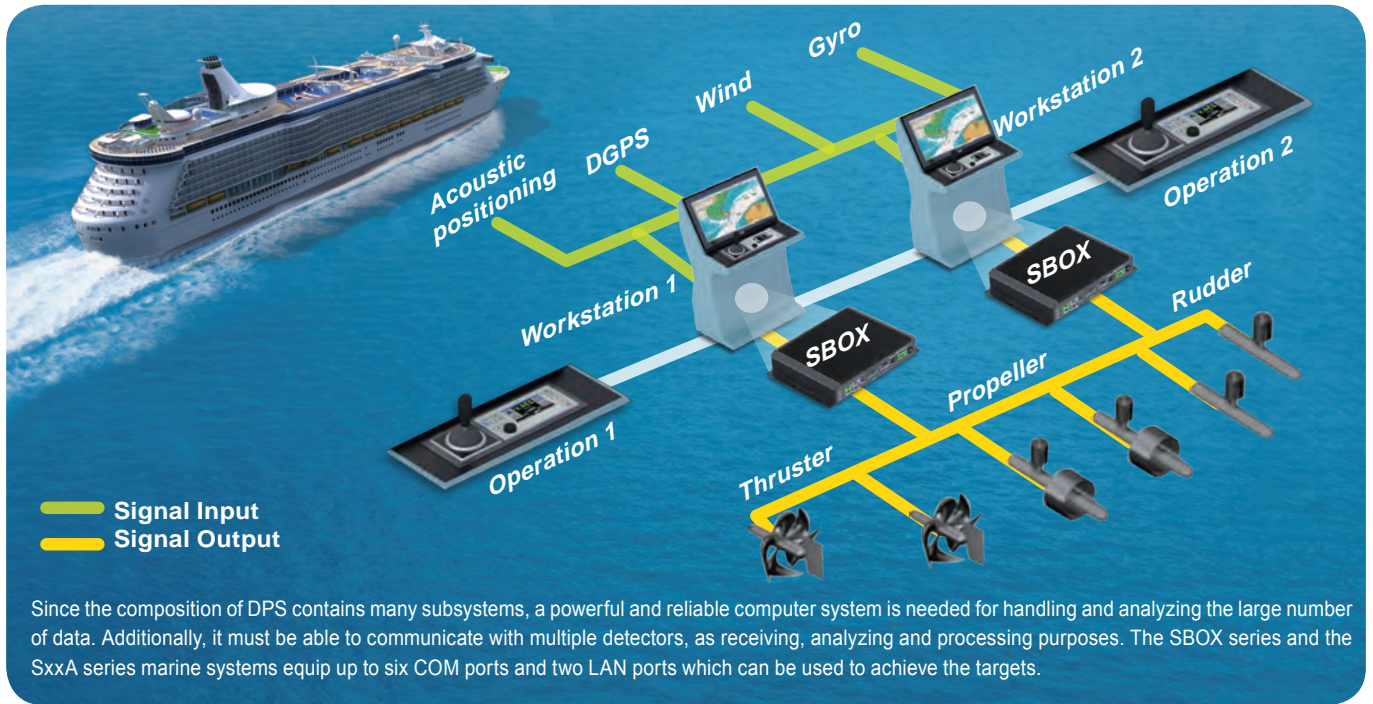 Gyro
Workstation 2
Wind
DGPS
Acoustic
positioning
Operation 2
SBOX
Workstation 1
Rudder
SBOX
Propeller
Operation 1
Thruster
Signal Input
Signal Output
Since the composition of DPS contains many subsystems, a powerful and reliable computer system is needed for handling and analyzing the large number
of data. Additionally, it must be able to communicate with multiple detectors, as receiving, analyzing and processing purposes. The SBOX series and the
SxxA series marine systems equip up to six COM ports and two LAN ports which can be used to achieve the targets.